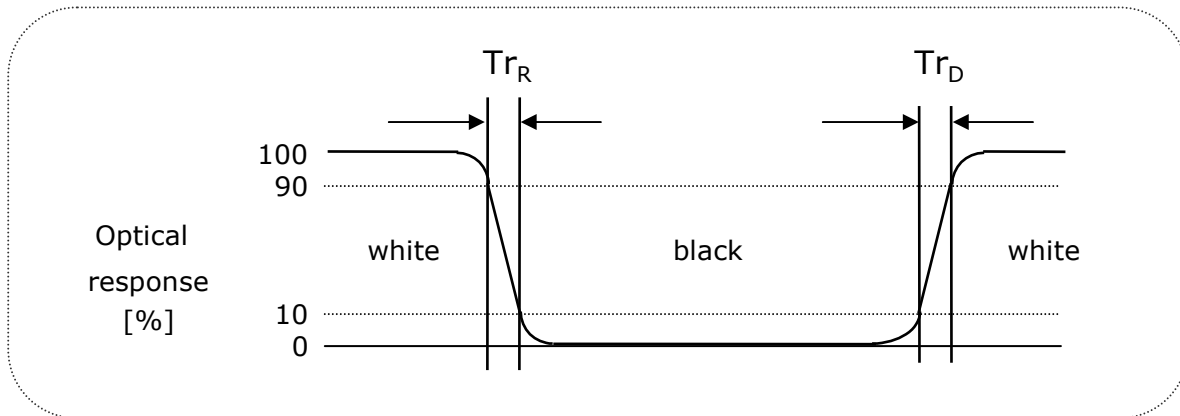 Tr_R Tr_D
100
90
Optical
response
[%]
white black white
10
0